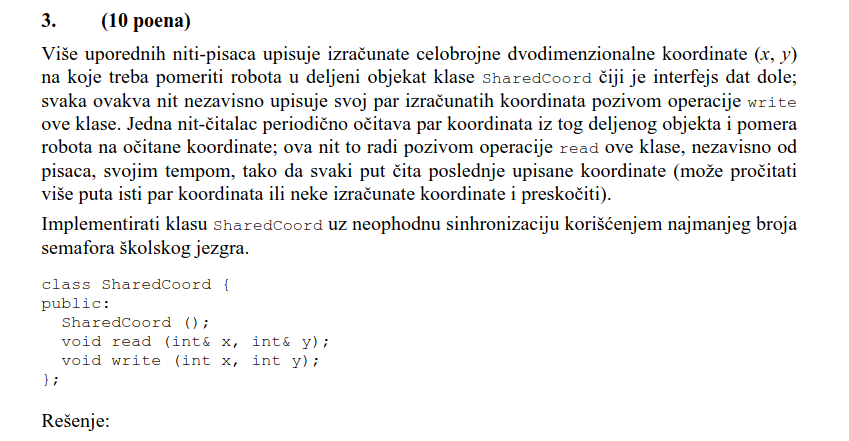 3. (10 poena)
Više uporednih niti-pisaca upisuje izračunate celobrojne dvodimenzionalne koordinate (x, y)
na koje treba pomeriti robota u deljeni objekat klase SharedCoord čiji je interfejs dat dole;
svaka ovakva nit nezavisno upisuje svoj par izračunatih koordinata pozivom operacije write
ove klase. Jedna nit-čitalac periodično očitava par koordinata iz tog deljenog objekta i pomera
robota na očitane koordinate; ova nit to radi pozivom operacije read ove klase, nezavisno od
pisaca, svojim tempom, tako da svaki put čita poslednje upisane koordinate (može pročitati
više puta isti par koordinata ili neke izračunate koordinate i preskočiti).
Implementirati klasu SharedCoord uz neophodnu sinhronizaciju korišćenjem najmanjeg broja
semafora školskog jezgra.
class SharedCoord {
public:
  SharedCoord ();
  void read (int& x, int& y);
  void write (int x, int y);
};
Rešenje: